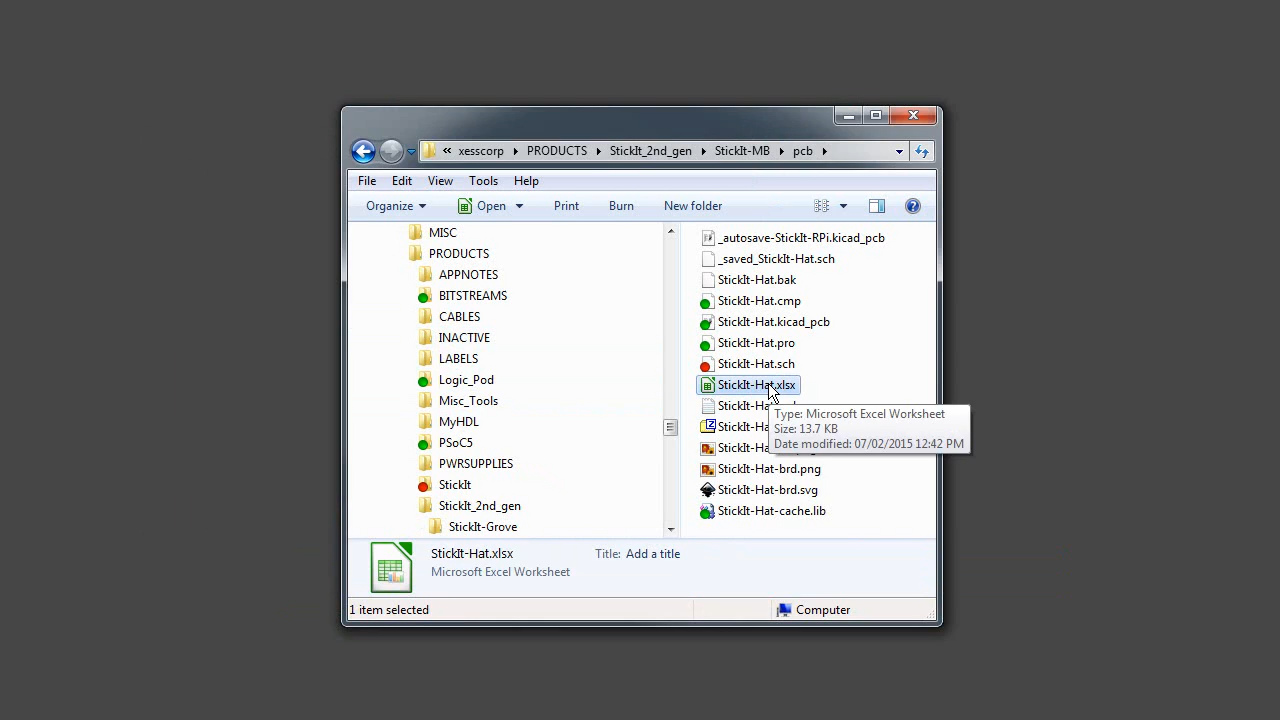 « xesscorp PRODUCTS StickIt_2nd_gen StickIt-MB pcb
File Edit View Tools Help
Organize Open Print Burn New folder
MISC
PRODUCTS
APPNOTES
BITSTREAMS
CABLES
INACTIVE
LABELS
Logic_Pod
Misc_Tools
MyHDL
PSoC5
PWRSUPPLIES
StickIt
StickIt_2nd_gen
StickIt-Grove
_autosave-StickIt-RPi.kicad_pcb
_saved_StickIt-Hat.sch
StickIt-Hat.bak
StickIt-Hat.cmp
StickIt-Hat.kicad_pcb
StickIt-Hat.pro
StickIt-Hat.sch
StickIt-Hat.xlsx
Type: Microsoft Excel Worksheet
Size: 13.7 KB
Date modified: 07/02/2015 12:42 PM
StickIt-Hat-brd.png
StickIt-Hat-brd.svg
StickIt-Hat-cache.lib
StickIt-Hat.xlsx Title: Add a title
Microsoft Excel Worksheet
1 item selected Computer